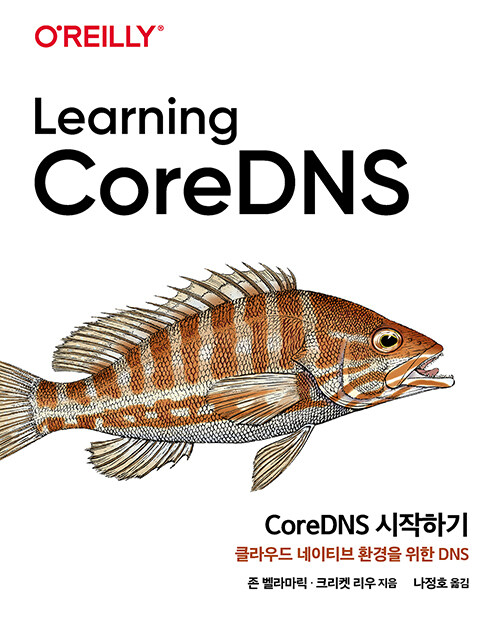 O'REILLY®
Learning
CoreDNS
CoreDNS 시작하기
클라우드 네이티브 환경을 위한 DNS
존 벨라마릭 · 크리켓 리우 지음 나정호 옮김